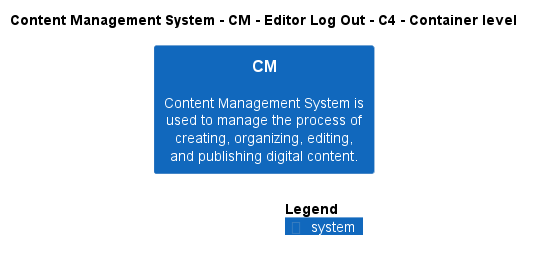 Content Management System - CM - Editor Log Out - C4 - Container level
CM
Content Management System is
used to manage the process of
creating, organizing, editing,
and publishing digital content.
Legend
system